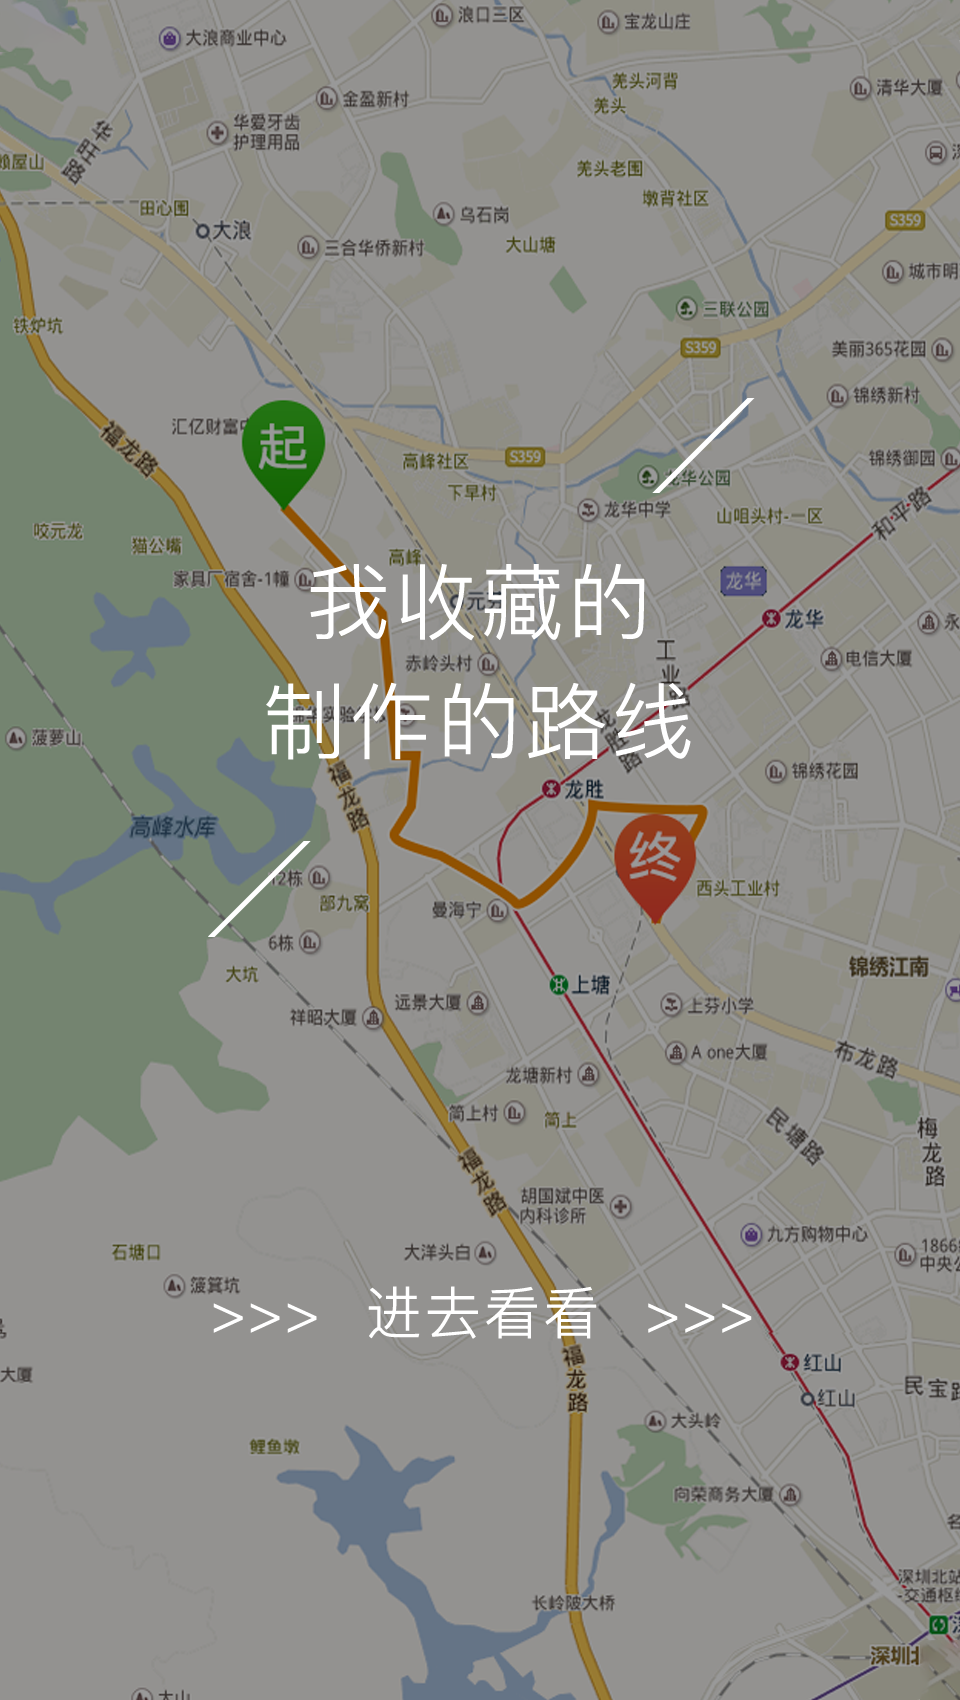 浪口三区
宝龙山庄
大浪商业中心
羌头河背
清华大厦
金盈新村
羌头
华旺路
华爱牙齿
护理用品
赖屋山
羌头老围
墩背社区
田心围
乌石岗
S359
大浪
三合华侨新村
大山塘
城市明
三联公园
铁炉坑
S359
美丽365花园
锦绣新村
汇亿财富
起
福龙路
高峰社区
S359
锦绣御园
龙华公园
下早村
和平路
龙华中学
山咀头村-一区
咬元龙
猫公嘴
高峰
家具厂宿舍-1幢
龙华
我收藏的
龙华
工业路
赤岭头村
电信大厦
制作的路线
龙胜路
菠萝山
福龙路
锦绣花园
龙胜
高峰水库
终
12栋
西头工业村
部九窝
曼海宁
6栋
锦绣江南
大坑
上塘
远景大厦
上芬小学
祥昭大厦
A one大厦
布龙路
龙塘新村
简上村
简上
民塘路
梅龙路
福龙路
胡国斌中医
内科诊所
九方购物中心
石塘口
大洋头白
1866
中央公
菠箕坑
>>> 进去看看 >>>
福龙路
红山
大厦
红山
民宝路
大头岭
鲤鱼墩
向荣商务大厦
深圳北站
-交通枢纽
长岭陂大桥
深圳北
大山